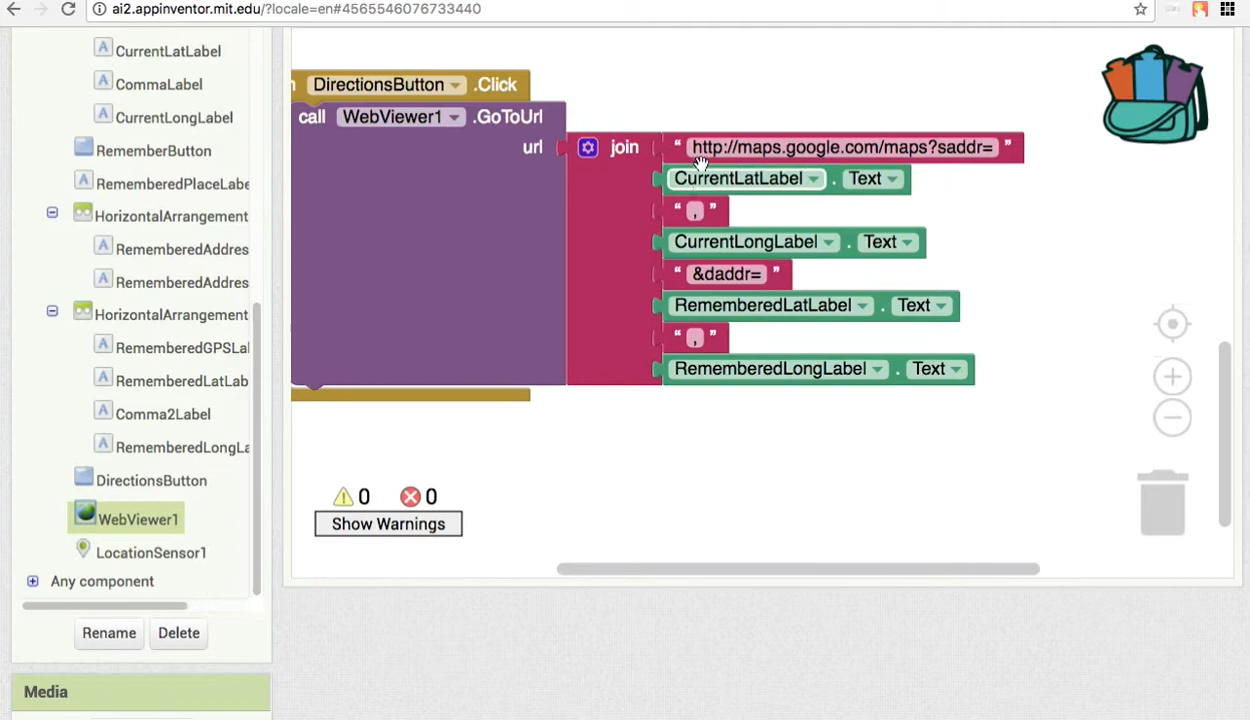 ai2.appinventor.mit.edu/?locale=en#4565546076733440
CurrentLatLabel
CommaLabel
CurrentLongLabel
RememberButton
RememberedPlaceLabe
HorizontalArrangement
RememberedAddres
RememberedAddres
HorizontalArrangement
RememberedGPSLa
RememberedLatLab
Comma2Label
RememberedLongLa
DirectionsButton
WebViewer1
LocationSensor1
Any component
Rename Delete
Media
DirectionsButton .Click
call WebViewer1 .GoToUrl
url join " http://maps.google.com/maps?saddr= "
CurrentLatLabel . Text
" , "
CurrentLongLabel . Text
" &daddr= "
RememberedLatLabel . Text
" , "
RememberedLongLabel . Text
0 0
Show Warnings